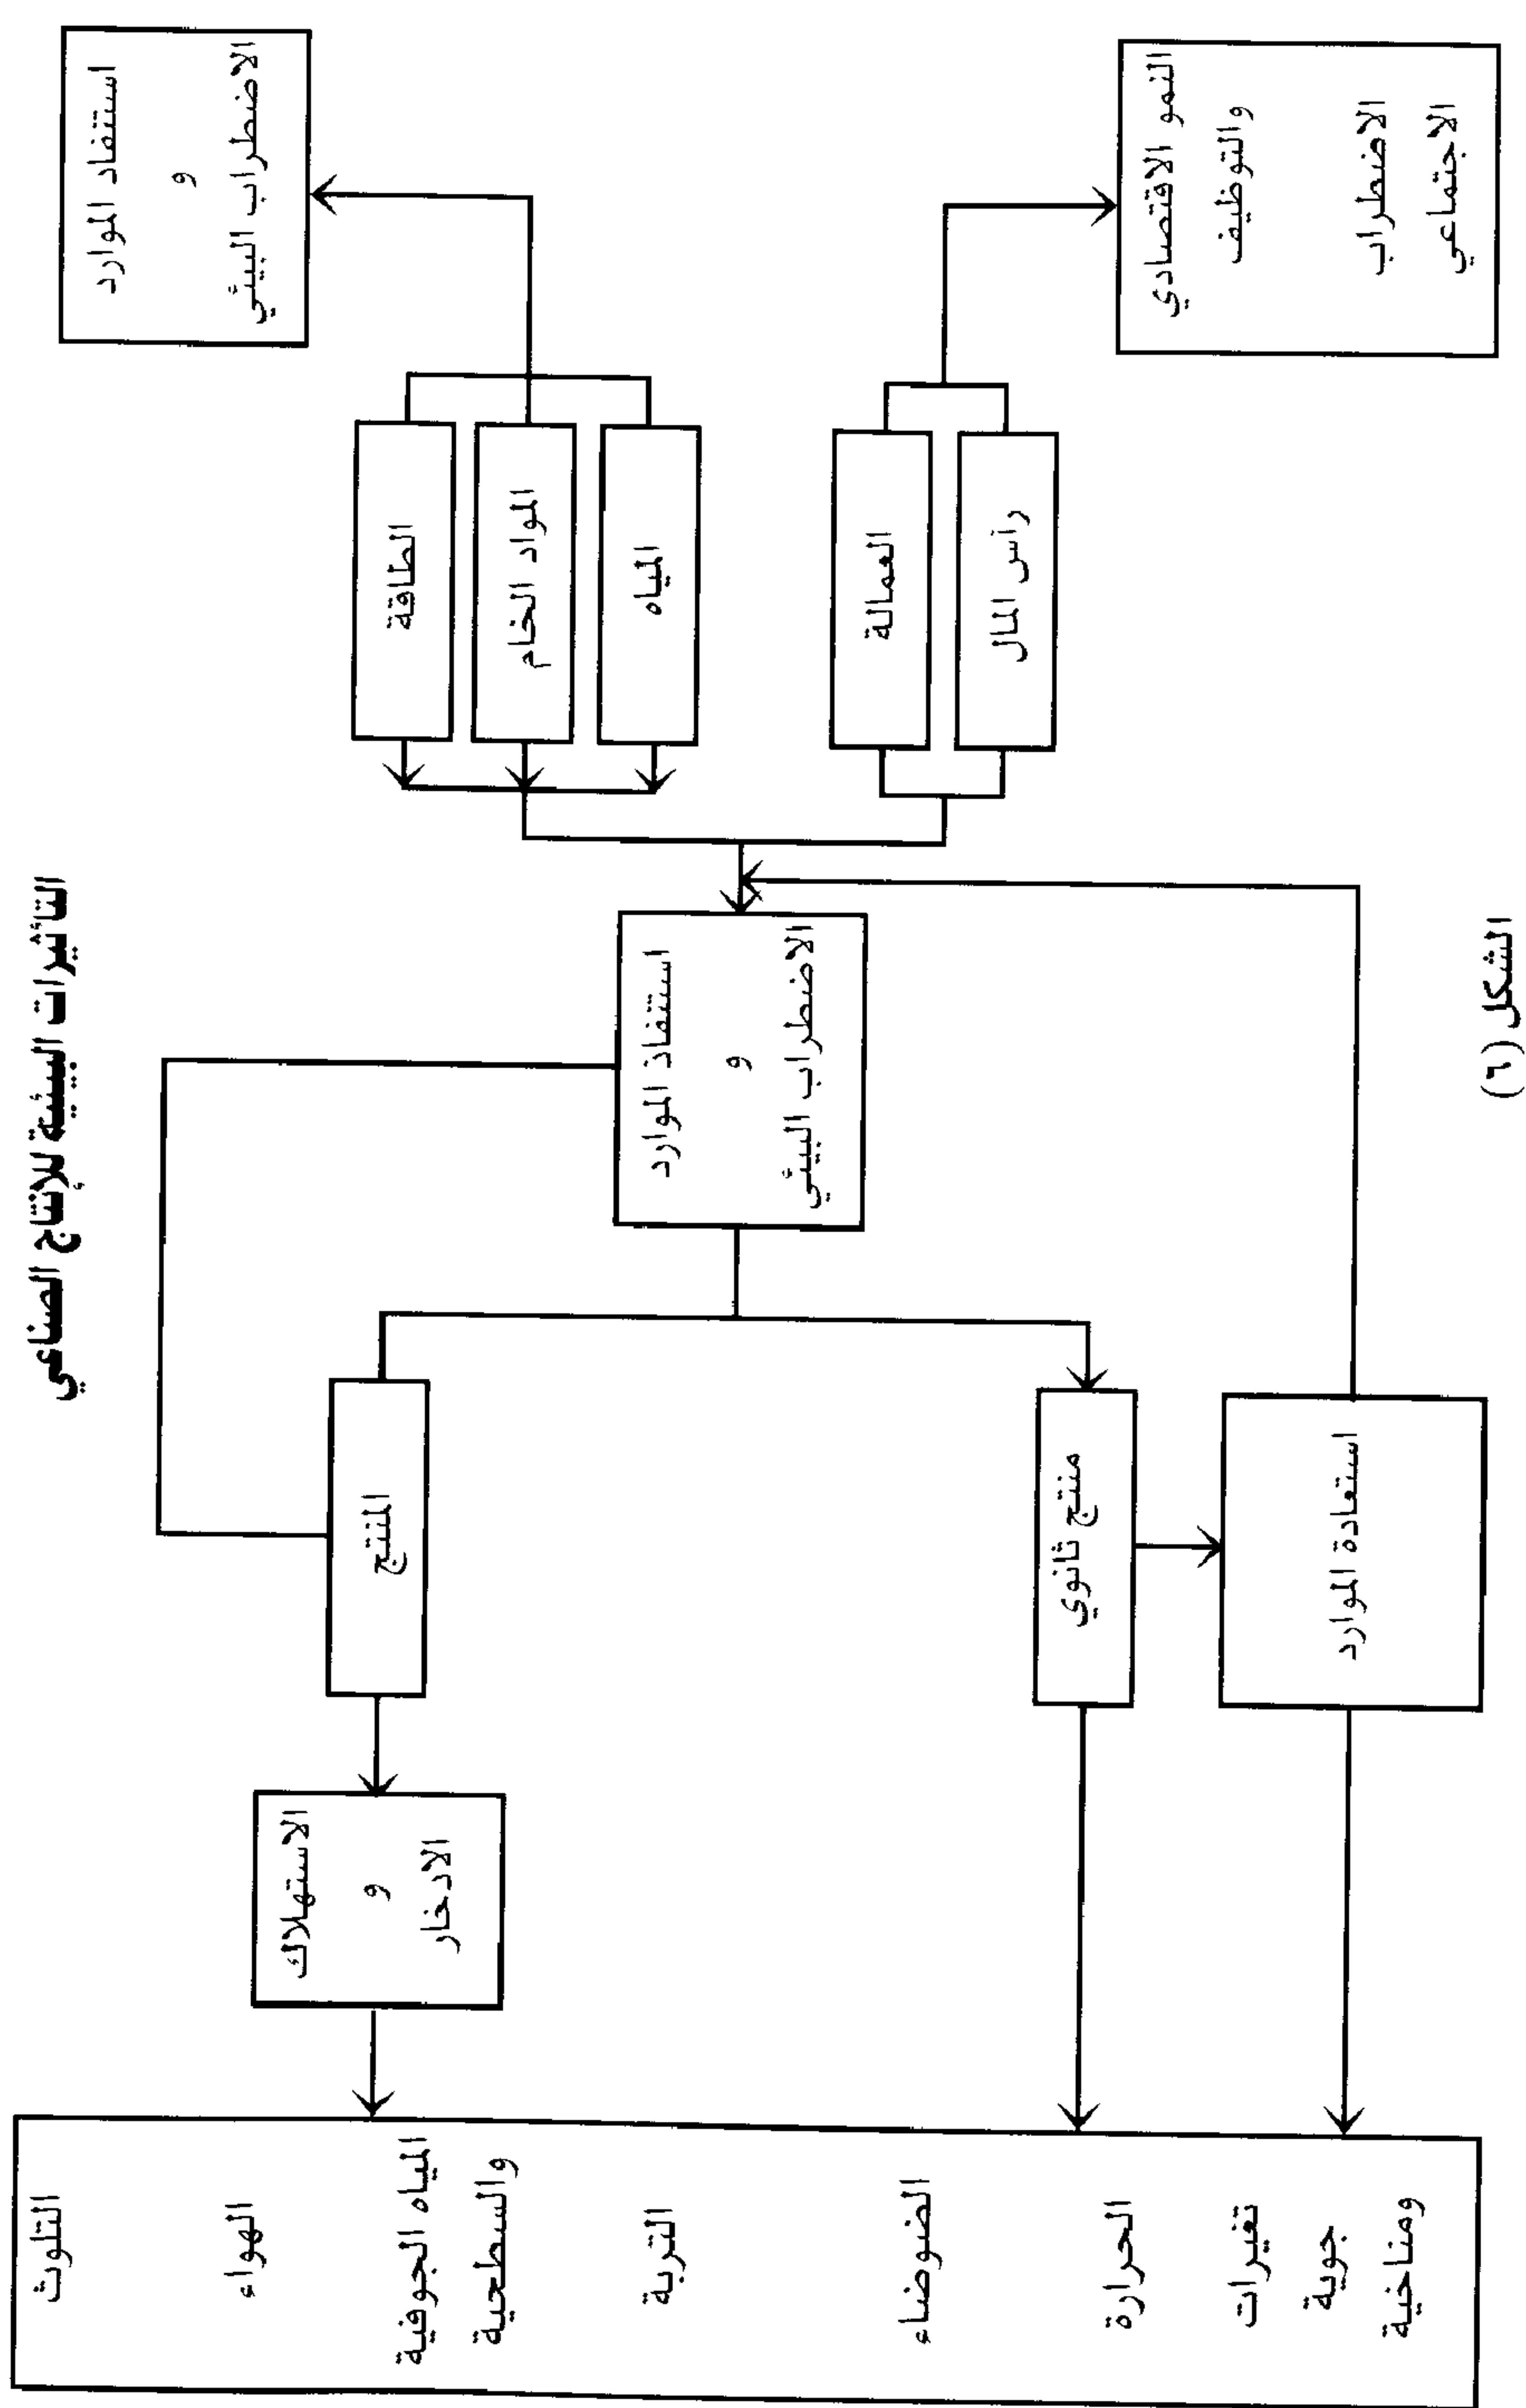 التأثيرات البيئية للإنتاج الصناعي
استنفاد الموارد
و
الاضطراب البيئي
النمو الاقتصادي
والتوظيف
الاضطراب
الاجتماعي
الطاقة
المواد الخام
المياه
العمالة
رأس المال
استنفاذ الموارد
و
الاضطراب البيئي
المنتج
منتج ثانوي
استعادة الموارد
الاستهلاك
و
الادخار
التلوث
الهواء
المياه الجوفية
والسطحية
التربة
الضوضاء
الحرارة
تغيرات
جوية
ومناخية
الشكل (٦)